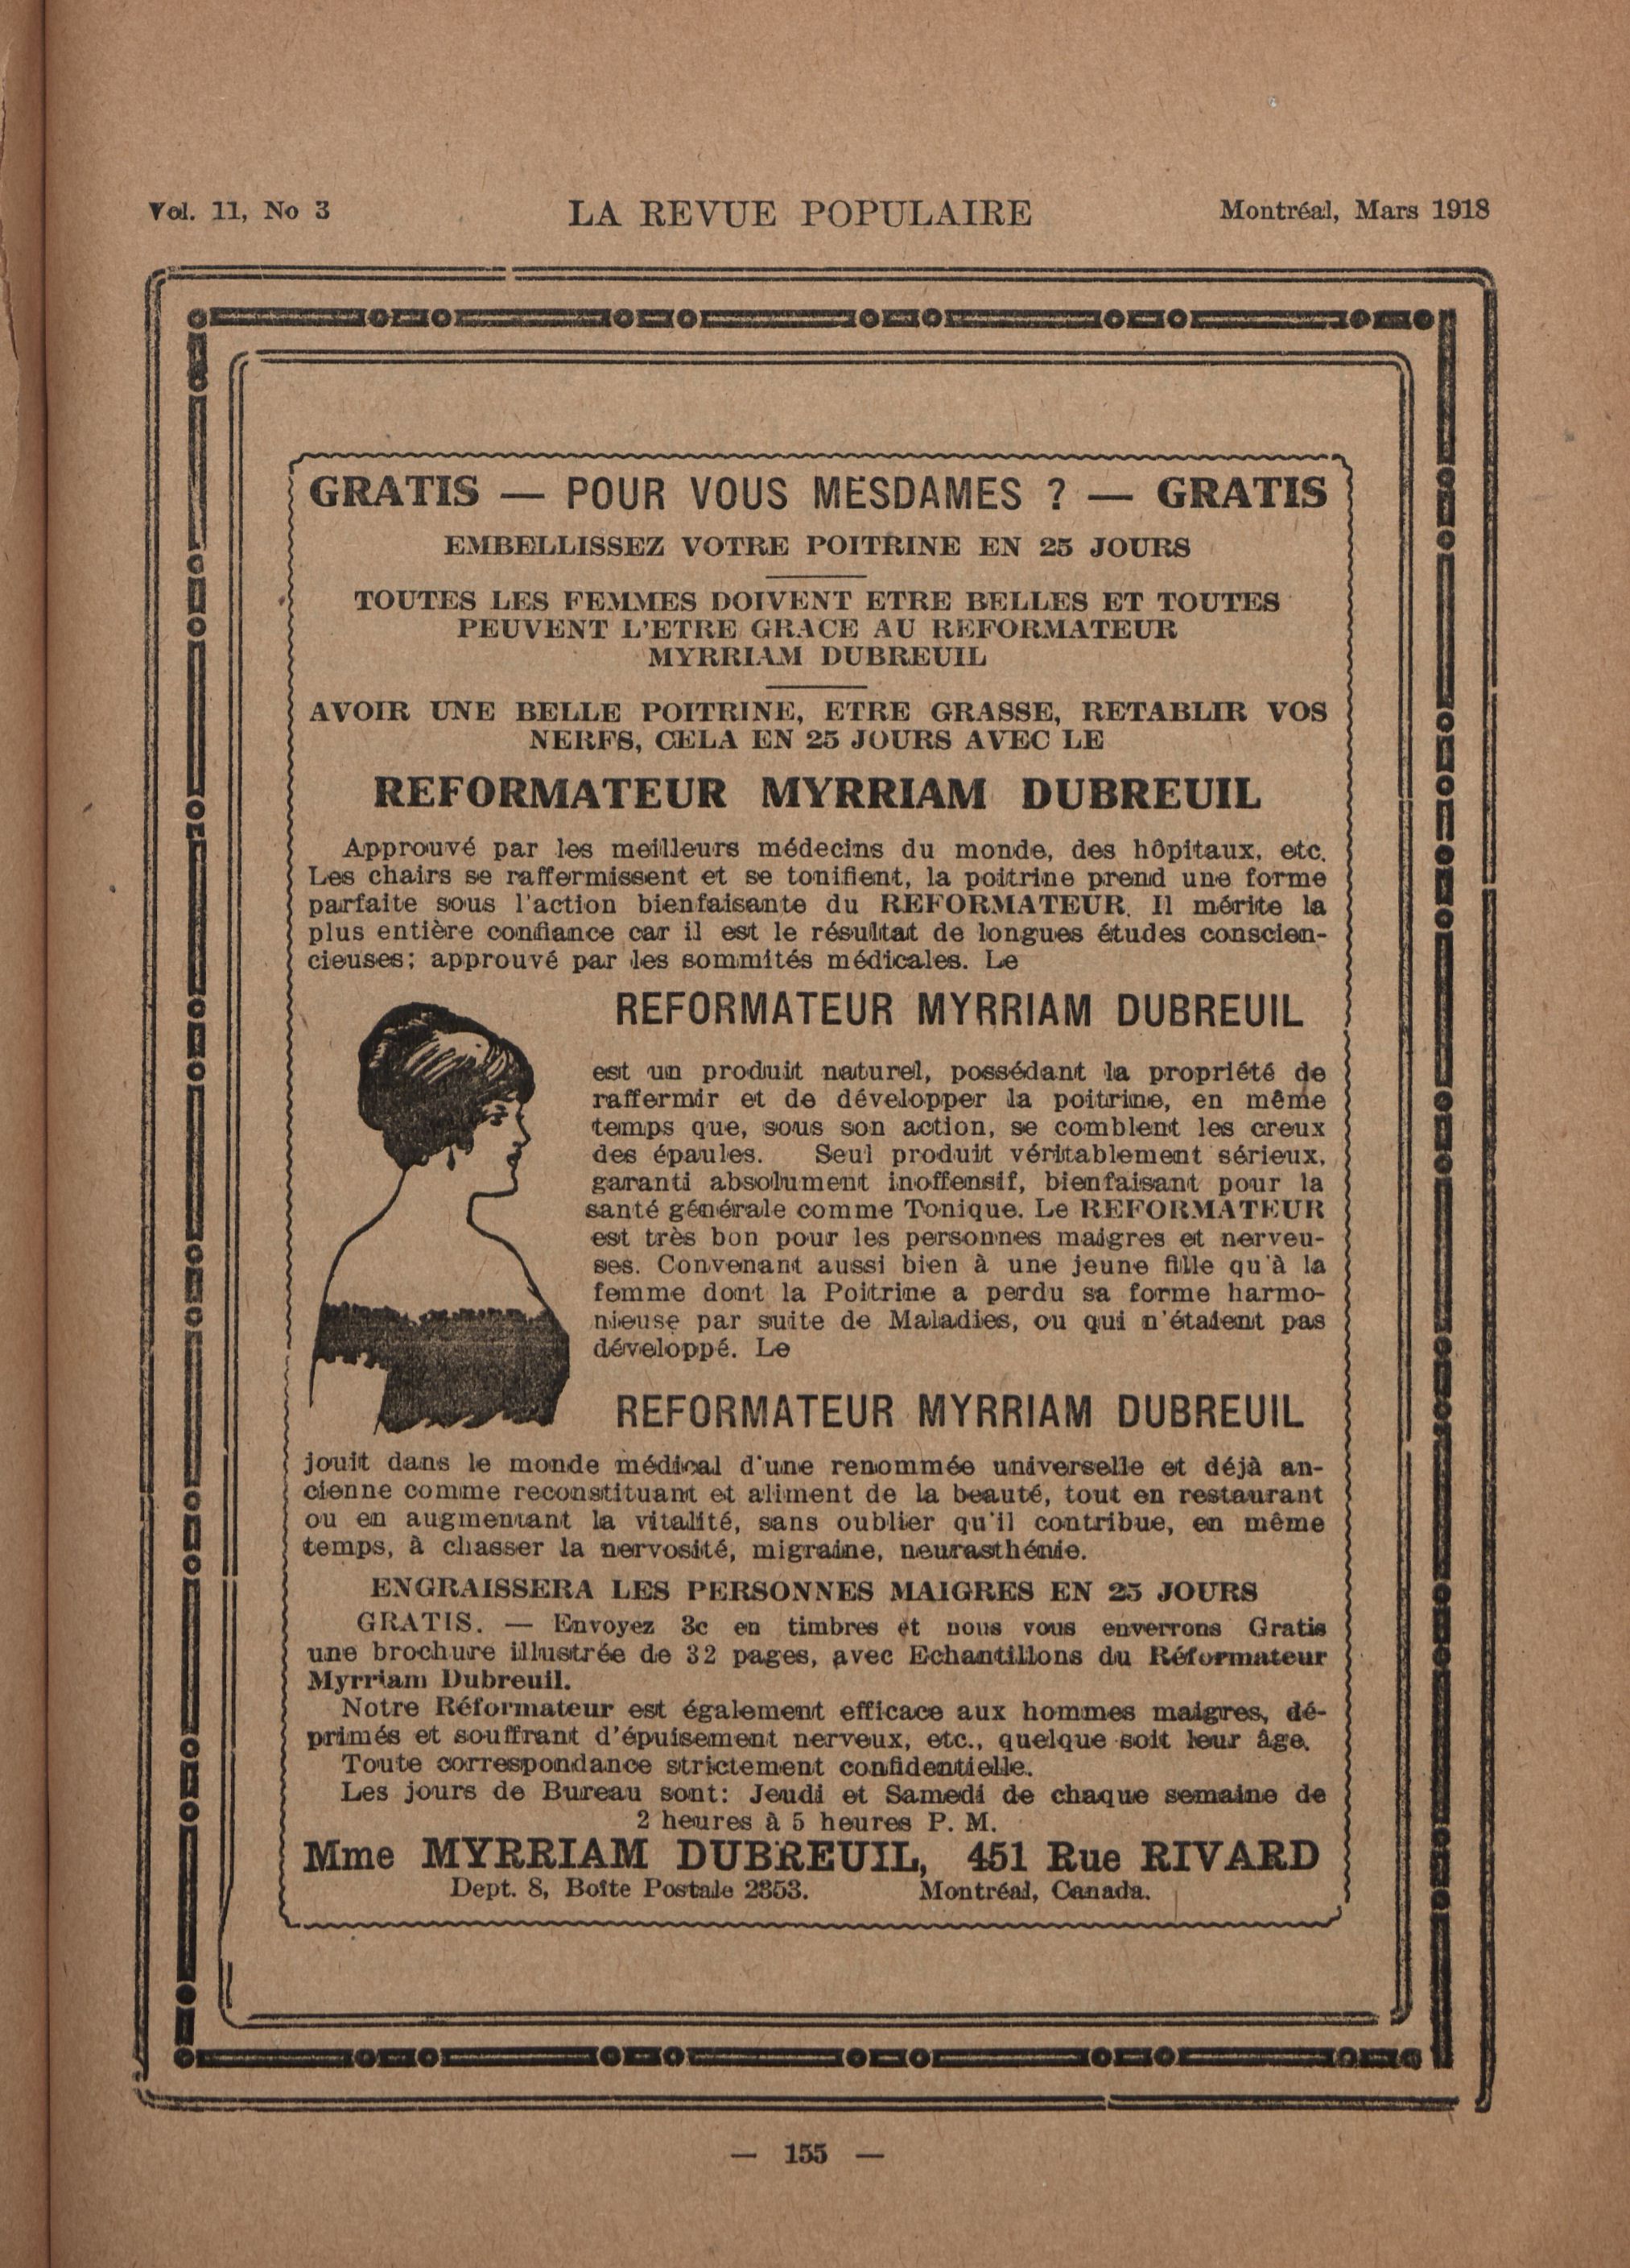 Vol. 11, No 3
LA REVUE POPULAIRE
Montréal, Mars 1918
GRATIS — POUR VOUS MESDAMES ? — GRATIS
EMBELLISSEZ VOTRE POITRINE EN 25 JOURS
TOUTES LES FEMMES DOIVENT ETRE BELLES ET TOUTES
PEUVENT L'ETRE GRACE AU REFORMATEUR
MYRRIAM DUBREUIL
AVOIR UNE BELLE POITRINE, ETRE GRASSE, RETABLIR VOS
NERFS, CELA EN 25 JOURS AVEC LE
REFORMATEUR MYRRIAM DUBREUIL
Approuvé par les meilleurs médecins du monde, des hôpitaux, etc.
Les chairs se raffermissent et se tonifient, la poitrine prend une forme
parfaite sous l'action bienfaisante du REFORMATEUR. Il mérite la
plus entière confiance car il est le résultat de longues études conscien-
cieuses; approuvé par les sommités médicales. Le
REFORMATEUR MYRRIAM DUBREUIL
est un produit naturel, possédant la propriété de
raffermir et de développer la poitrine, en même
temps que, sous son action, se comblent les creux
des épaules. Seul produit véritablement sérieux,
garanti absolument inoffensif, bienfaisant pour la
santé générale comme Tonique. Le REFORMATEUR
est très bon pour les personnes maigres et nerveu-
ses. Convenant aussi bien à une jeune fille qu'à la
femme dont la Poitrine a perdu sa forme harmo-
nieuse par suite de Maladies, ou qui n'étaient pas
développé. Le
REFORMATEUR MYRRIAM DUBREUIL
jouit dans le monde médical d'une renommée universelle et déjà an-
cienne comme reconstituant et aliment de la beauté, tout en restaurant
ou en augmentant la vitalité, sans oublier qu'il contribue, en même
temps, à chasser la nervosité, migraine, neurasthénie.
ENGRAISSERA LES PERSONNES MAIGRES EN 25 JOURS
GRATIS. — Envoyez 3c en timbres et nous vous enverrons Gratis
une brochure illustrée de 32 pages, avec Echantillons du Réformateur
Myrriam Dubreuil.
Notre Réformateur est également efficace aux hommes maigres, dé-
primés et souffrant d'épuisement nerveux, etc., quelque soit leur âge.
Toute correspondance strictement confidentielle.
Les jours de Bureau sont: Jeudi et Samedi de chaque semaine de
2 heures à 5 heures P. M.
Mme MYRRIAM DUBREUIL, 451 Rue RIVARD
Dept. 8, Boîte Postale 2353. Montréal, Canada.
— 155 —